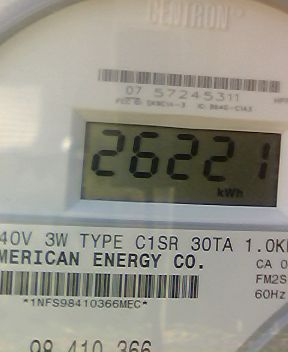 CENTRON
07 57245311
26221
kWh
40V 3W TYPE C1SR 30TA 1.0K
MERICAN ENERGY CO.
CA 0
FM2S
60Hz
*1NFS98410366MEC*
98 410 366